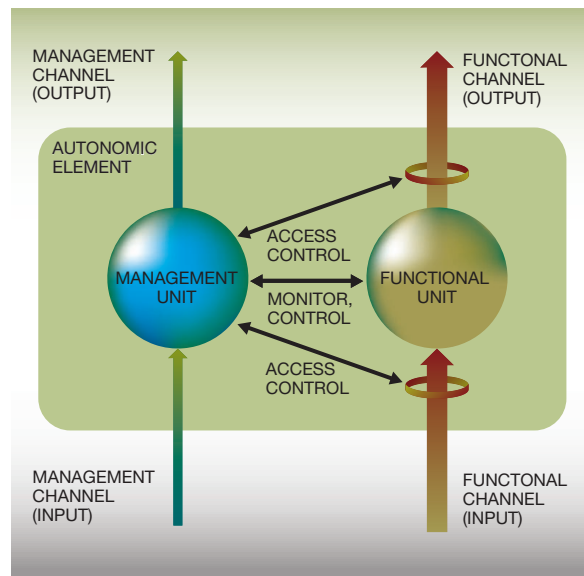 MANAGEMENT
CHANNEL
(OUTPUT)
FUNCTONAL
CHANNEL
(OUTPUT)
AUTONOMIC
ELEMENT
ACCESS
CONTROL
MANAGEMENT
UNIT
MONITOR,
CONTROL
FUNCTIONAL
UNIT
ACCESS
CONTROL
MANAGEMENT
CHANNEL
(INPUT)
FUNCTONAL
CHANNEL
(INPUT)